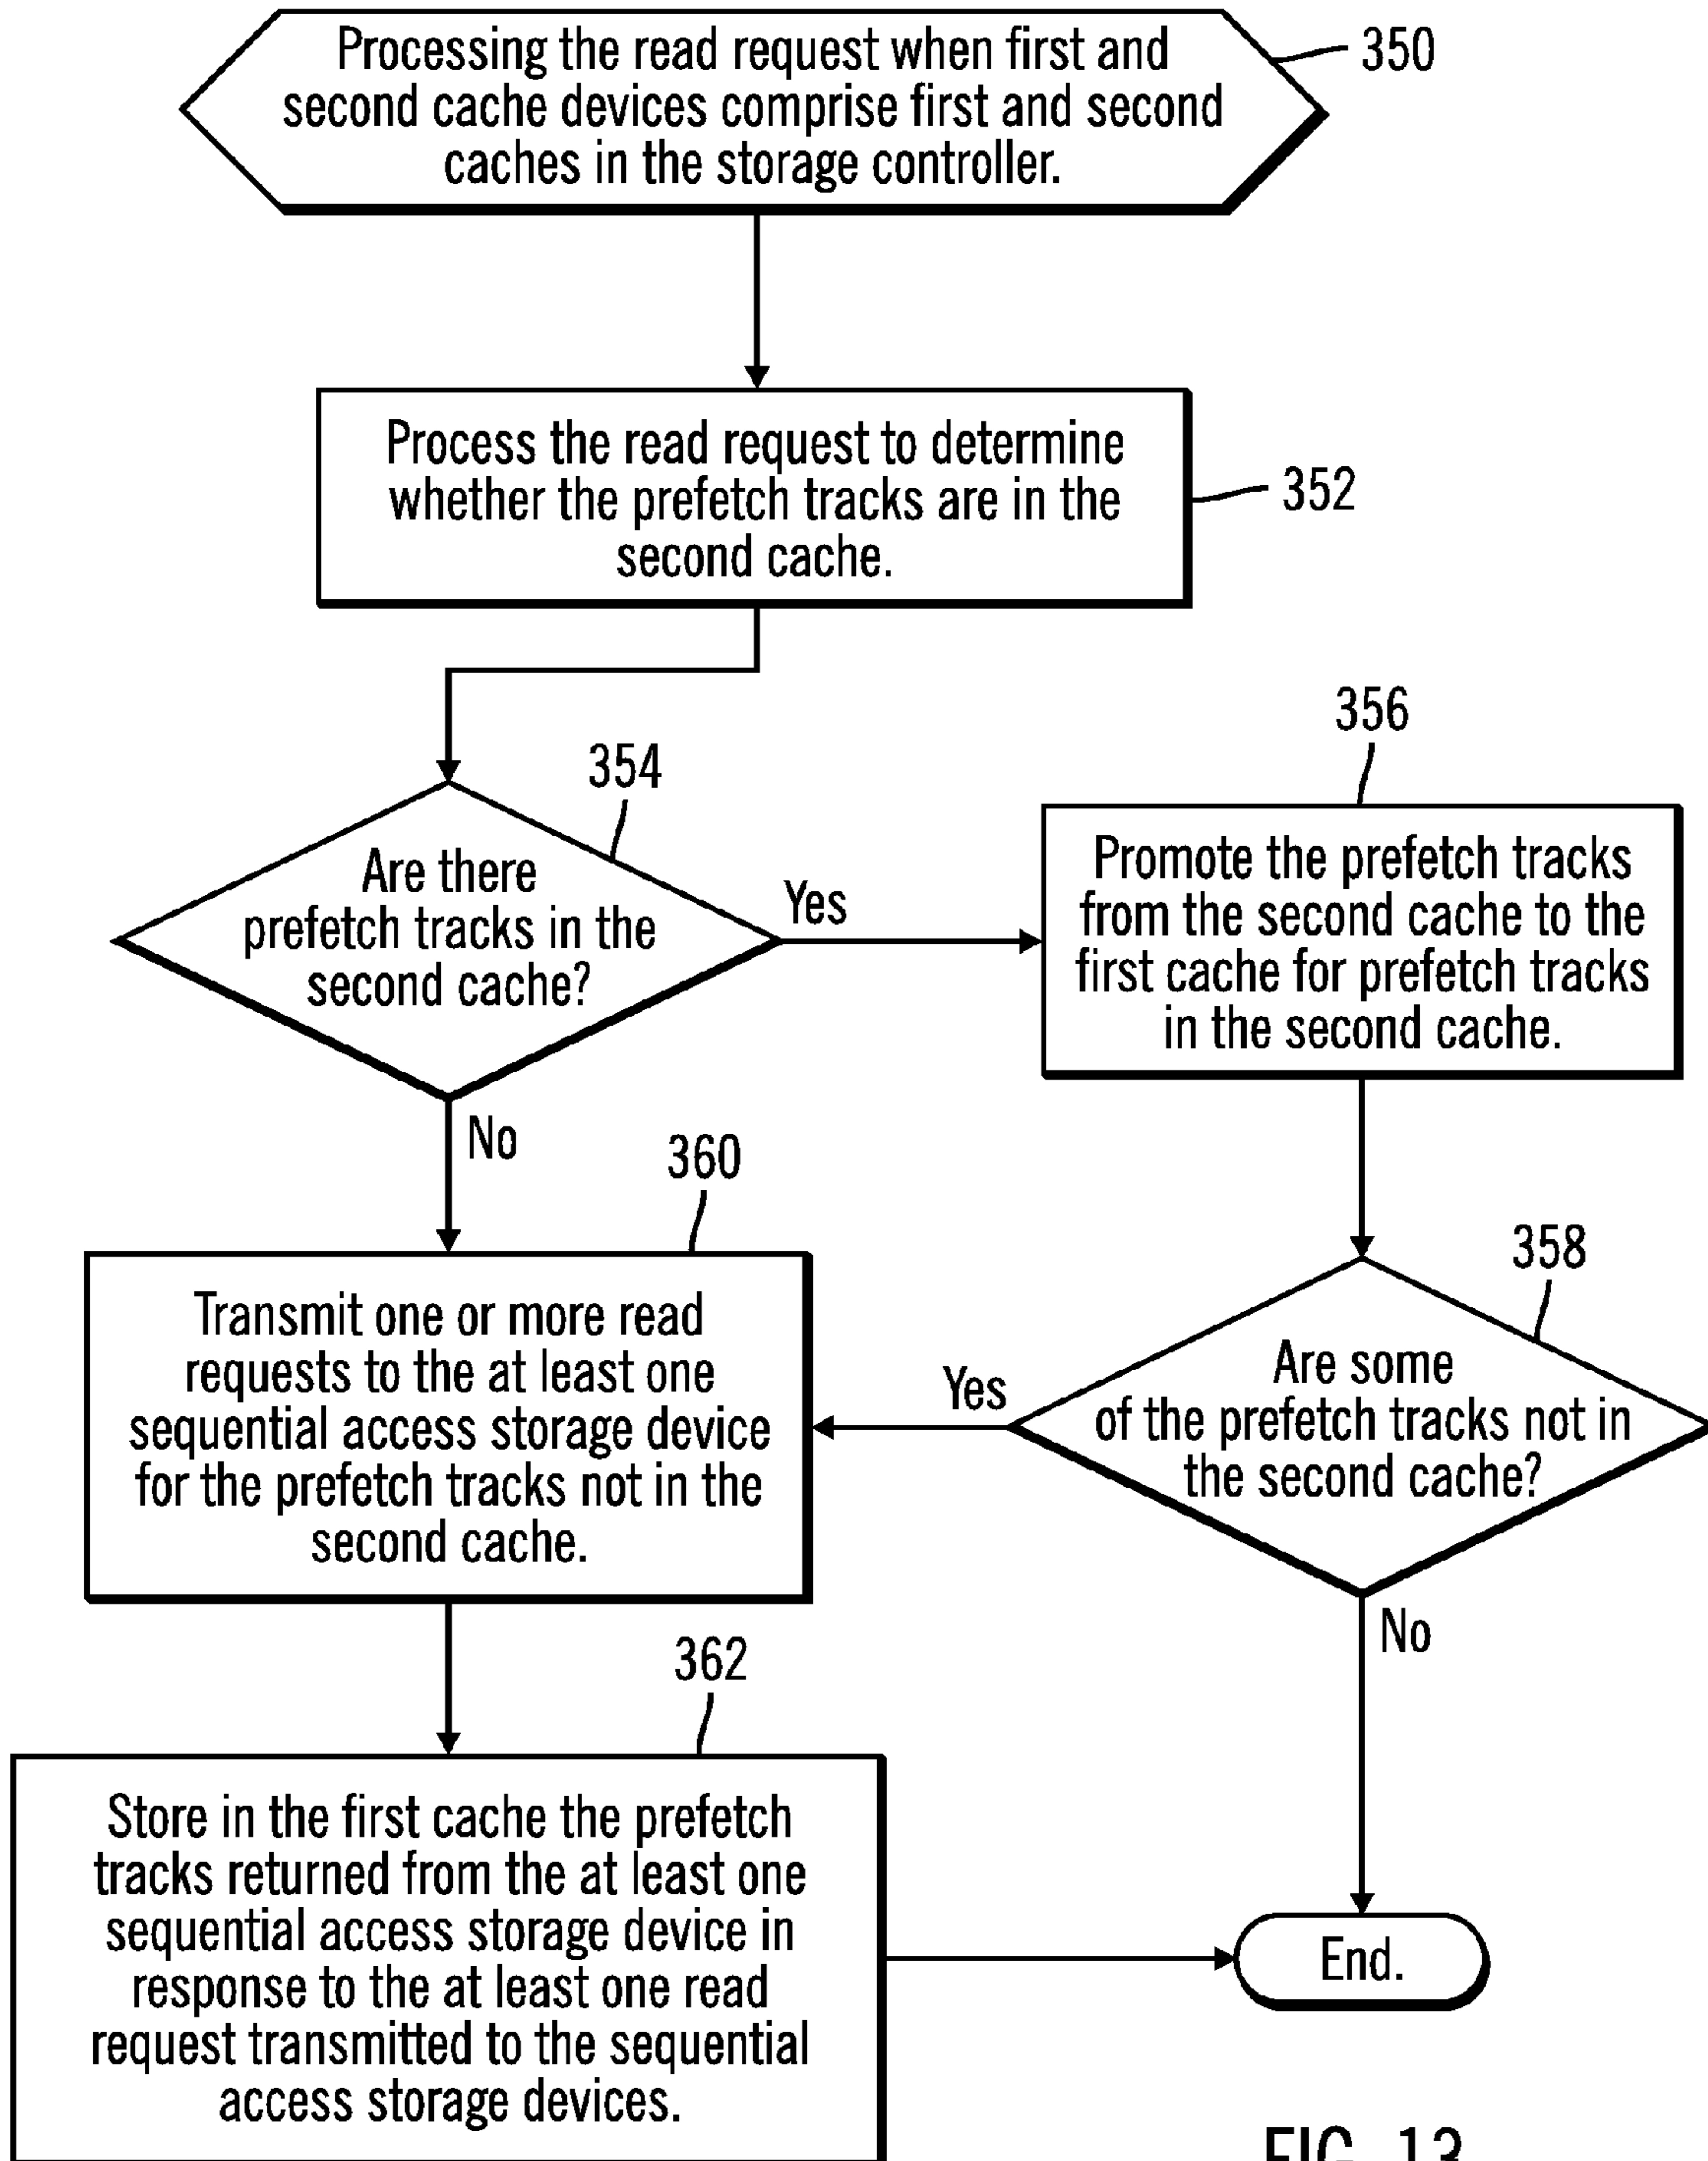 Processing the read request when first and
second cache devices comprise first and second
caches in the storage controller.
350
Process the read request to determine
whether the prefetch tracks are in the
second cache.
352
354
Are there
prefetch tracks in the
second cache?
Yes
No
356
Promote the prefetch tracks
from the second cache to the
first cache for prefetch tracks
in the second cache.
358
Are some
of the prefetch tracks not in
the second cache?
Yes
No
360
Transmit one or more read
requests to the at least one
sequential access storage device
for the prefetch tracks not in the
second cache.
362
Store in the first cache the prefetch
tracks returned from the at least one
sequential access storage device in
response to the at least one read
request transmitted to the sequential
access storage devices.
End.
FIG. 13